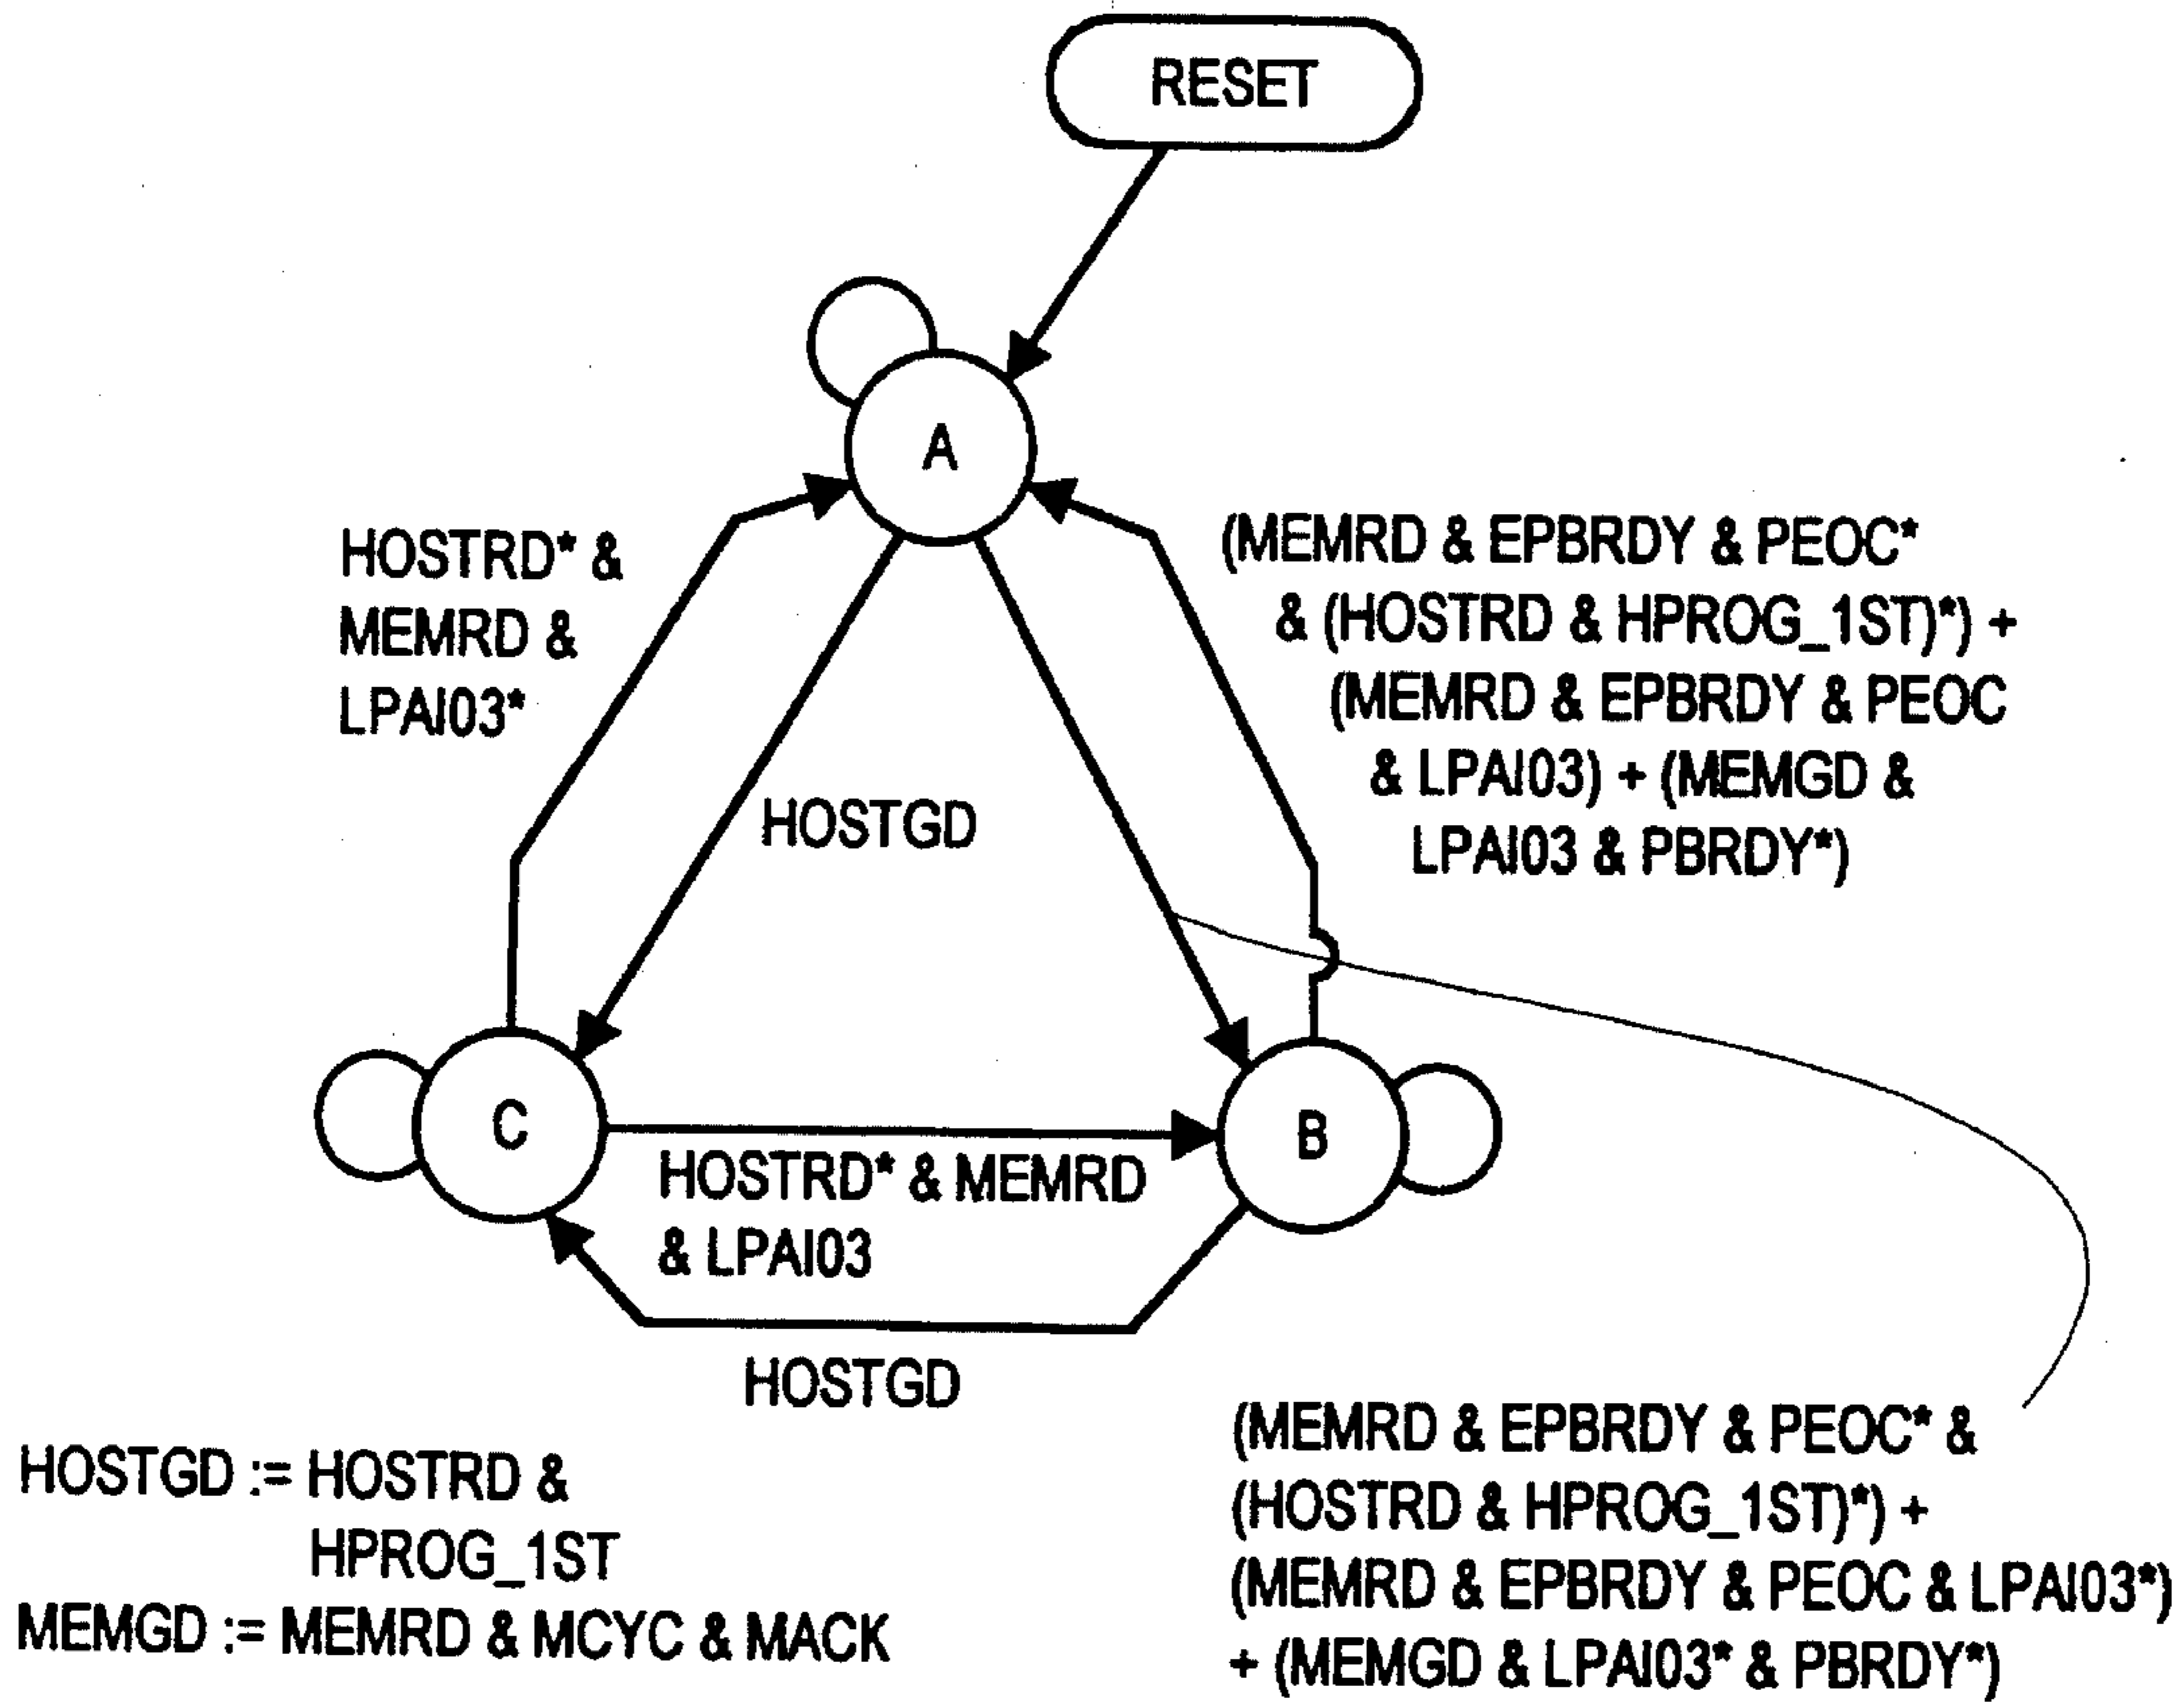 RESET
A
HOSTRD* &
MEMRD &
LPAI03*
(MEMRD & EPBRDY & PEOC*
& (HOSTRD & HPROG_1ST)*) +
(MEMRD & EPBRDY & PEOC
& LPAI03) + (MEMGD &
LPAI03 & PBRDY*)
HOSTGD
C
B
HOSTRD* & MEMRD
& LPAI03
HOSTGD
HOSTGD := HOSTRD &
HPROG_1ST
MEMGD := MEMRD & MCYC & MACK
(MEMRD & EPBRDY & PEOC* &
(HOSTRD & HPROG_1ST)*) +
(MEMRD & EPBRDY & PEOC & LPAI03*)
+ (MEMGD & LPAI03* & PBRDY*)